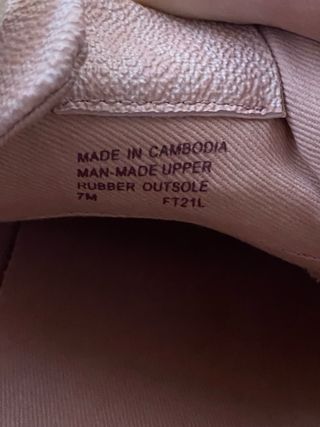 MADE IN CAMBODIA
MAN-MADE UPPER
RUBBER OUTSOLE
7M FT21L